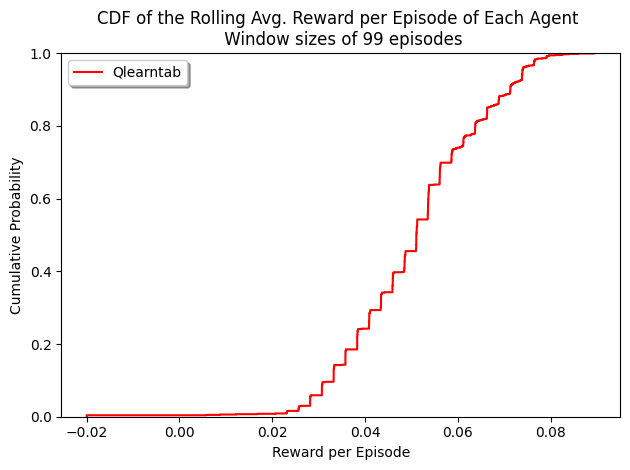 CDF of the Rolling Avg. Reward per Episode of Each Agent
Window sizes of 99 episodes
Qlearntab
Cumulative Probability
1.0
0.8
0.6
0.4
0.2
0.0
−0.02 0.00 0.02 0.04 0.06 0.08
Reward per Episode